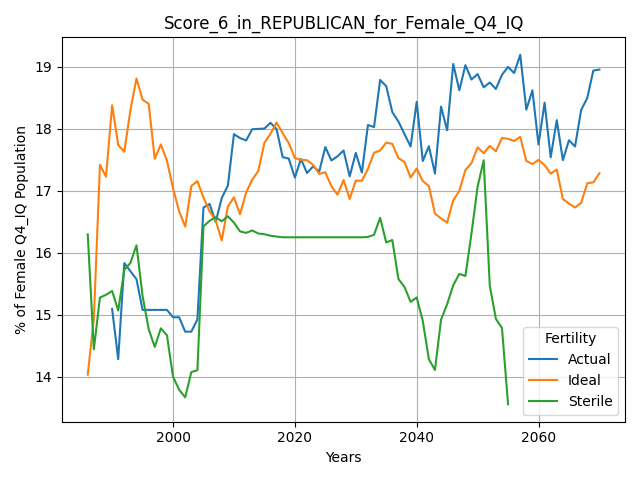 Score_6_in_REPUBLICAN_for_Female_Q4_IQ
% of Female Q4_IQ Population
19
18
17
16
15
14
2000
2020
2040
2060
Years
Fertility
Actual
Ideal
Sterile